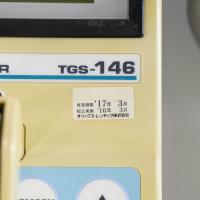 R TGS-146
有効期限 '17年 3月
校正実施 '16年 3月
オリックス・レンテック株式会社